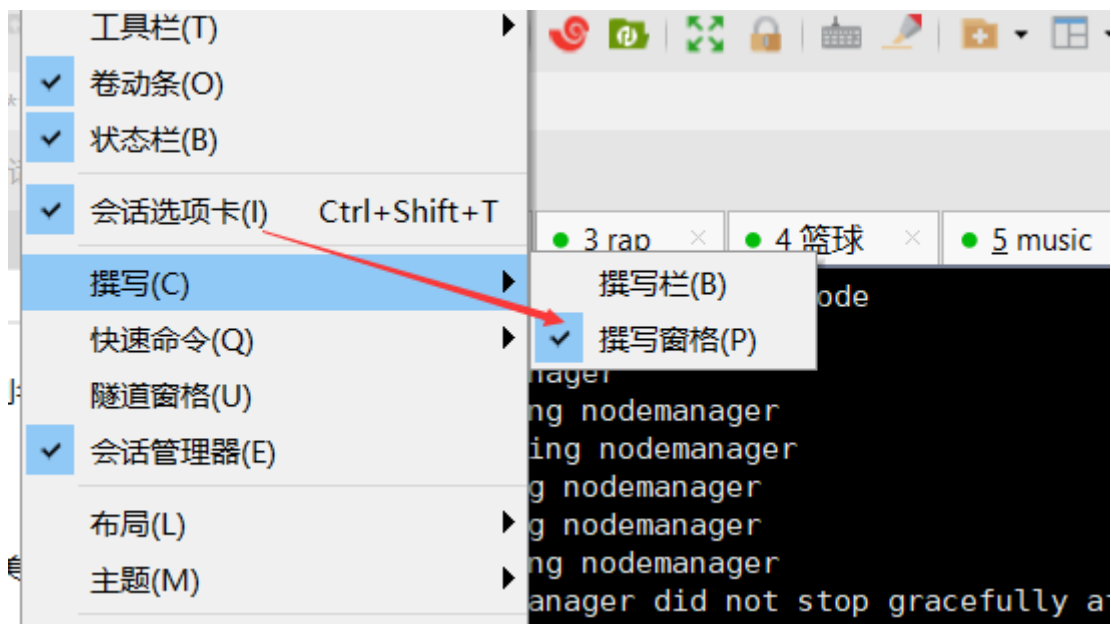 工具栏(T)
卷动条(O)
状态栏(B)
会话选项卡(I) Ctrl+Shift+T
3 rap × 4 篮球 × 5 music
撰写(C)
撰写栏(B)
撰写窗格(P)
快速命令(Q)
隧道窗格(U)
ng nodemanager
会话管理器(E)
ing nodemanager
g nodemanager
布局(L)
g nodemanager
ng nodemanager
主题(M)
anager did not stop gracefully